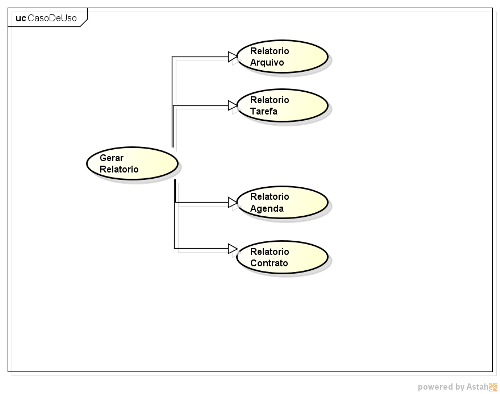 uc CasoDeUso
Relatorio
Arquivo
Relatorio
Tarefa
Gerar
Relatorio
Relatorio
Agenda
Relatorio
Contrato
powered by Astah